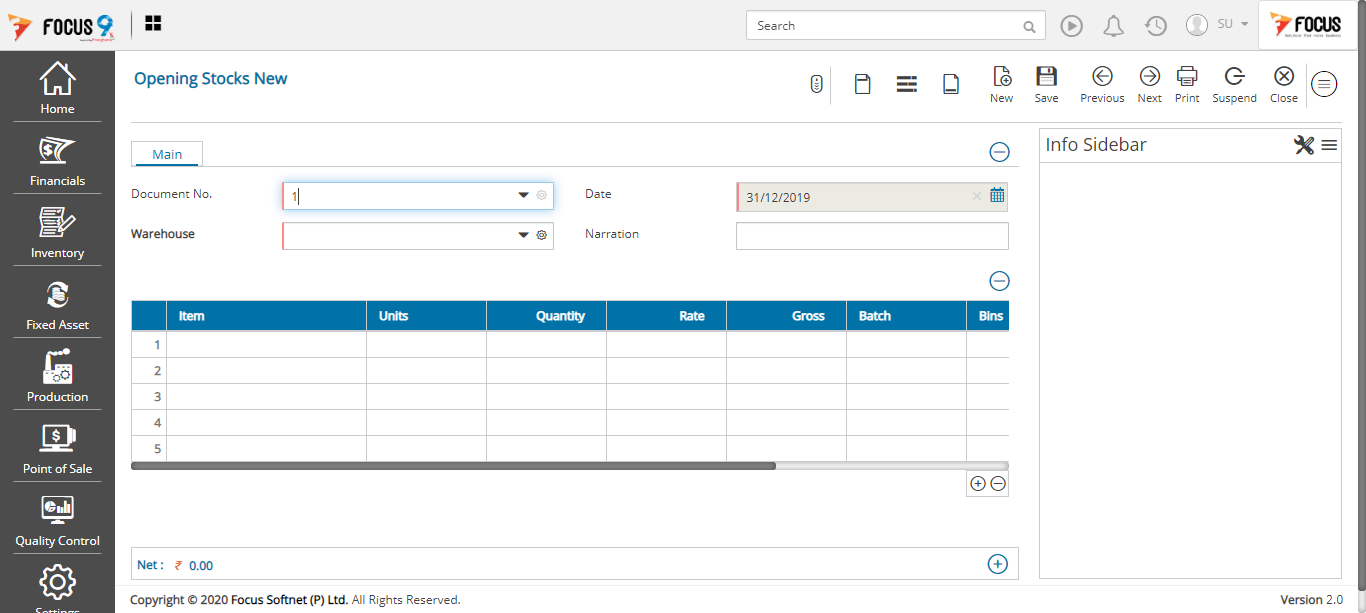 FOCUS 9
Search
SU
FOCUS
Home
Financials
Inventory
Fixed Asset
Production
Point of Sale
Quality Control
Settings
Opening Stocks New
New
Save
Previous
Next
Print
Suspend
Close
Main
Document No.
1
Date
31/12/2019
Warehouse
Narration
Item Units Quantity Rate Gross Batch Bins
1
2
3
4
5
Net : ₹ 0.00
Info Sidebar
Copyright © 2020 Focus Softnet (P) Ltd. All Rights Reserved.
Version 2.0